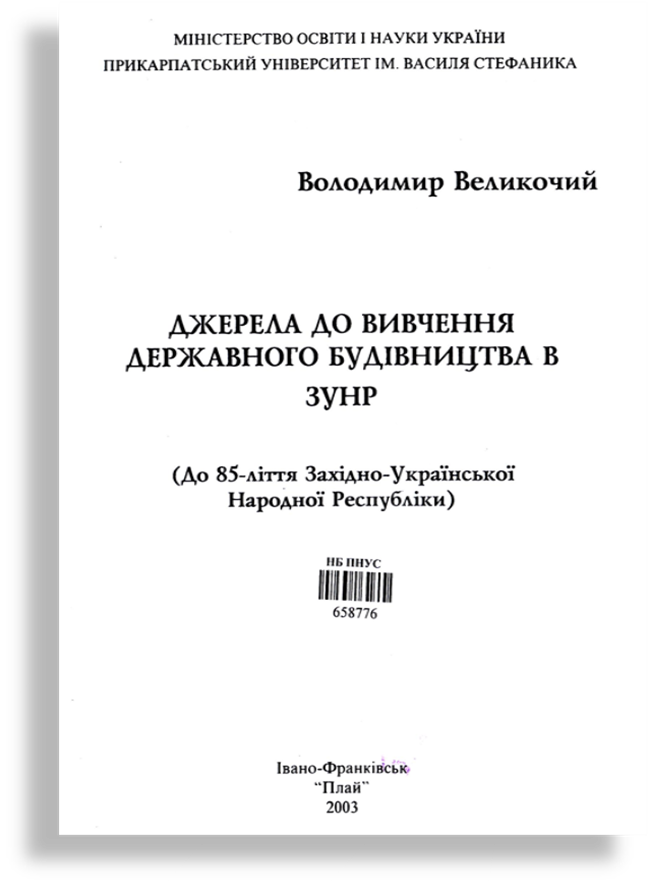 МІНІСТЕРСТВО ОСВІТИ І НАУКИ УКРАЇНИ
ПРИКАРПАТСЬКИЙ УНІВЕРСИТЕТ ІМ. ВАСИЛЯ СТЕФАНИКА
Володимир Великочий
ДЖЕРЕЛА ДО ВИВЧЕННЯ
ДЕРЖАВНОГО БУДІВНИЦТВА В
ЗУНР
(До 85-ліття Західно-Української
Народної Республіки)
НБ ПНУС
658776
Івано-Франківськ
“Плай”
2003